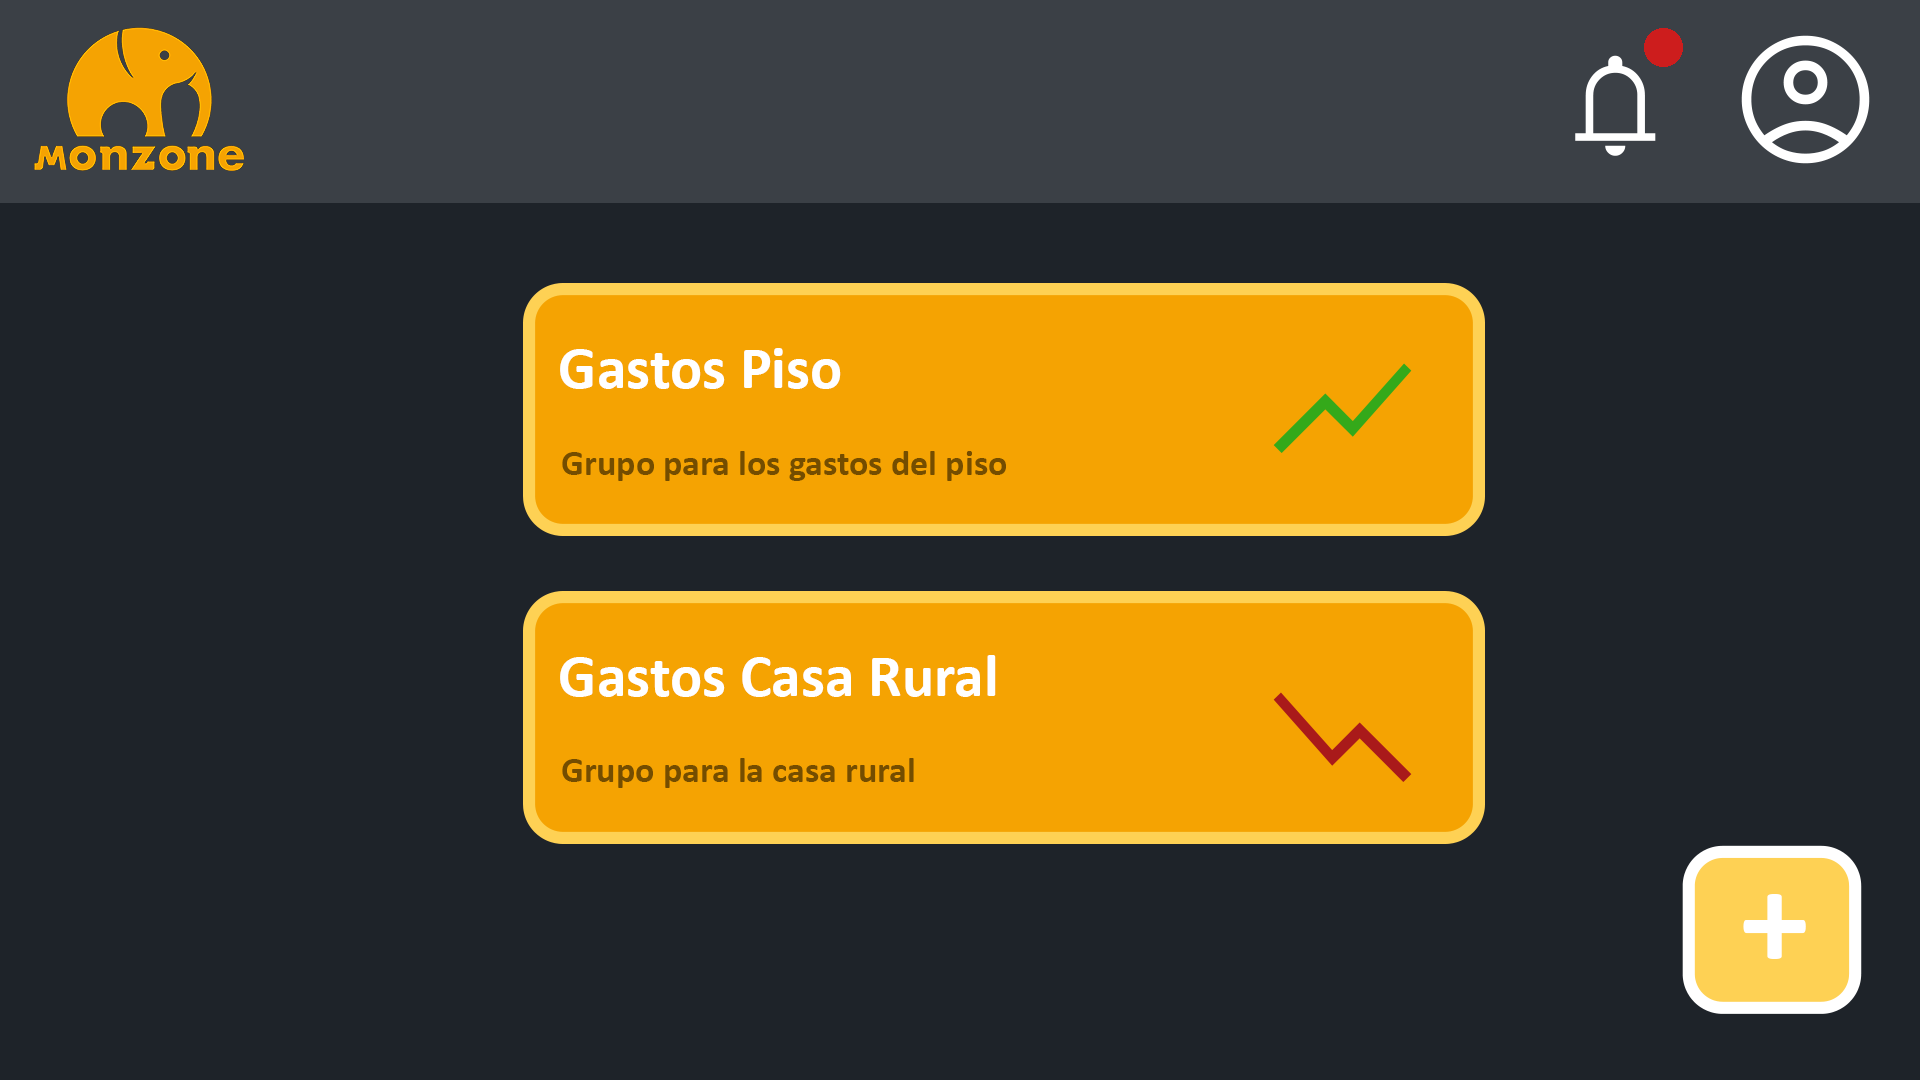 Monzone
Gastos Piso
Grupo para los gastos del piso
Gastos Casa Rural
Grupo para la casa rural
+